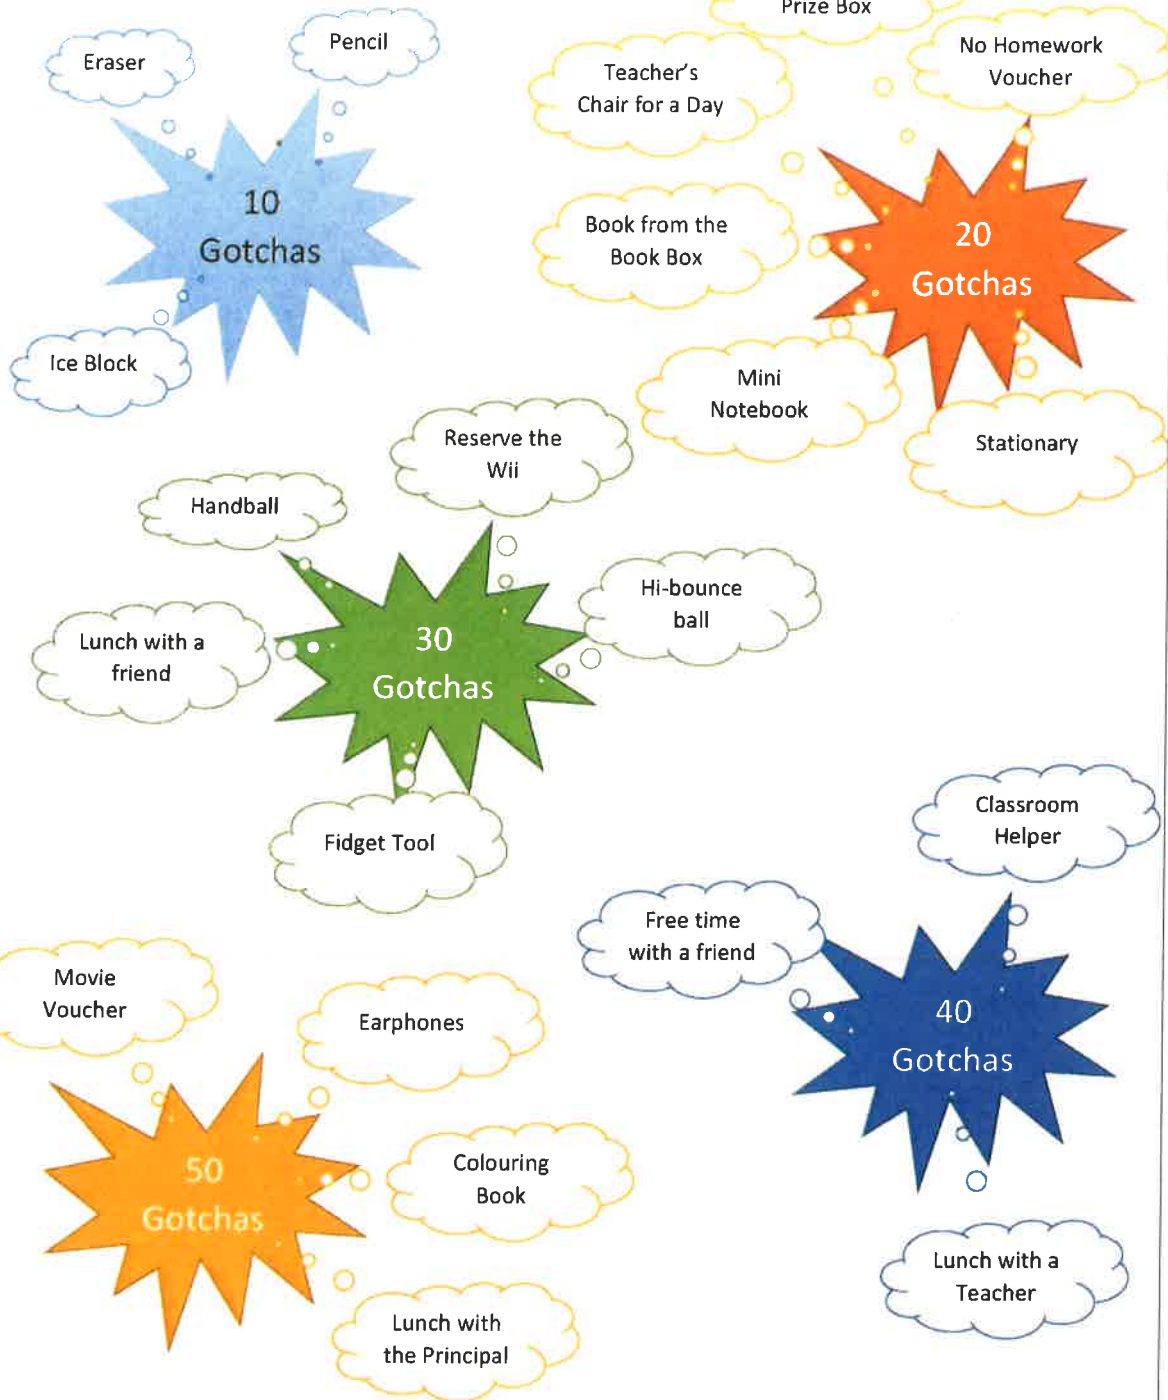 Eraser
Pencil
10
Gotchas
Ice Block
Prize Box
No Homework
Voucher
Teacher's
Chair for a Day
Book from the
Book Box
20
Gotchas
Mini
Notebook
Stationary
Reserve the
Wii
Handball
Hi-bounce
ball
Lunch with a
friend
30
Gotchas
Fidget Tool
Classroom
Helper
Free time
with a friend
40
Gotchas
Lunch with a
Teacher
Movie
Voucher
Earphones
50
Gotchas
Colouring
Book
Lunch with
the Principal